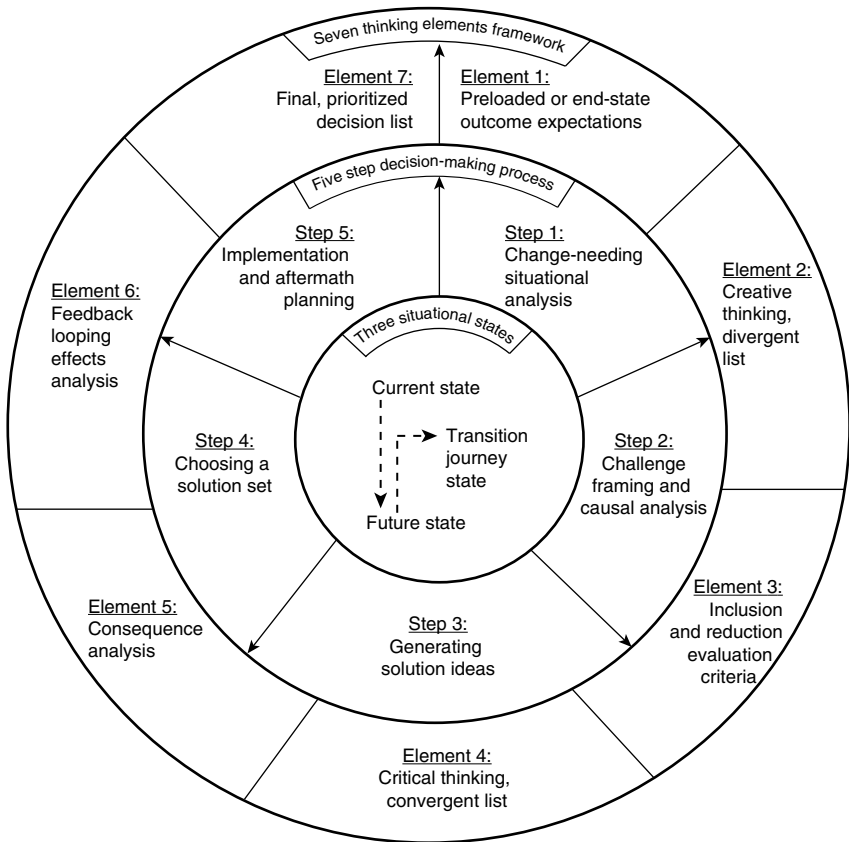 Seven thinking elements framework
Element 7:
Final, prioritized
decision list
Element 1:
Preloaded or end-state
outcome expectations
Five step decision-making process
Step 5:
Implementation
and aftermath
planning
Step 1:
Change-needing
situational
analysis
Element 6:
Feedback
looping
effects
analysis
Element 2:
Creative
thinking,
divergent
list
Three situational states
Current state
Transition
journey
state
Future state
Step 4:
Choosing a
solution set
Step 2:
Challenge
framing and
causal analysis
Element 5:
Consequence
analysis
Step 3:
Generating
solution ideas
Element 3:
Inclusion
and reduction
evaluation
criteria
Element 4:
Critical thinking,
convergent list